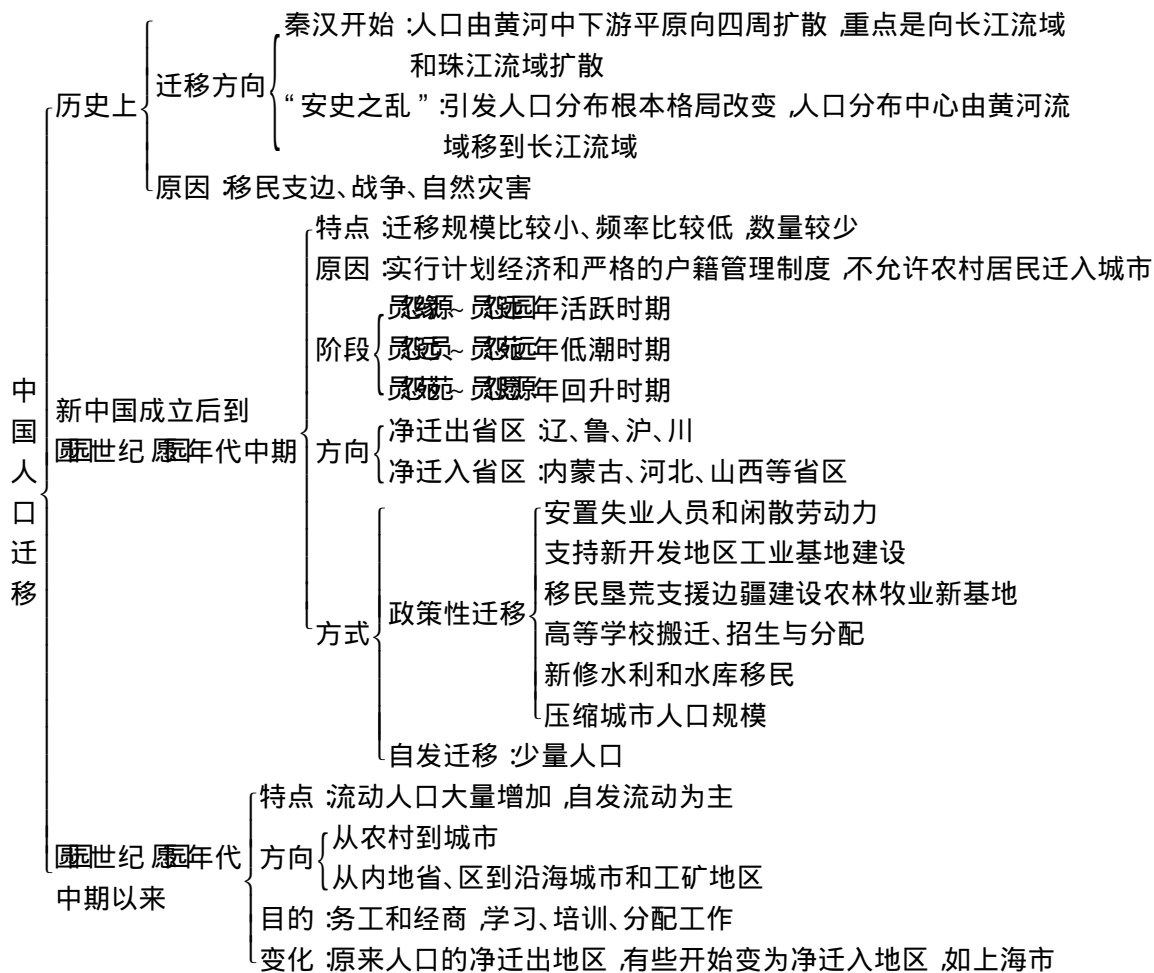 中国人口迁移
历史上
迁移方向
秦汉开始:人口由黄河中下游平原向四周扩散,重点是向长江流域
和珠江流域扩散
“安史之乱”:引发人口分布根本格局改变,人口分布中心由黄河流
域移到长江流域
原因:移民支边、战争、自然灾害
新中国成立后到
世纪 年代中期
特点:迁移规模比较小、频率比较低,数量较少
原因:实行计划经济和严格的户籍管理制度,不允许农村居民迁入城市
阶段
~ 年活跃时期
~ 年低潮时期
~ 年回升时期
方向
净迁出省区:辽、鲁、沪、川
净迁入省区:内蒙古、河北、山西等省区
方式
政策性迁移
安置失业人员和闲散劳动力
支持新开发地区工业基地建设
移民垦荒支援边疆建设农林牧业新基地
高等学校搬迁、招生与分配
新修水利和水库移民
压缩城市人口规模
自发迁移:少量人口
世纪 年代
中期以来
特点:流动人口大量增加,自发流动为主
方向
从农村到城市
从内地省、区到沿海城市和工矿地区
目的:务工和经商,学习、培训、分配工作
变化:原来人口的净迁出地区,有些开始变为净迁入地区,如上海市